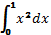 ∫₀¹ x² dx